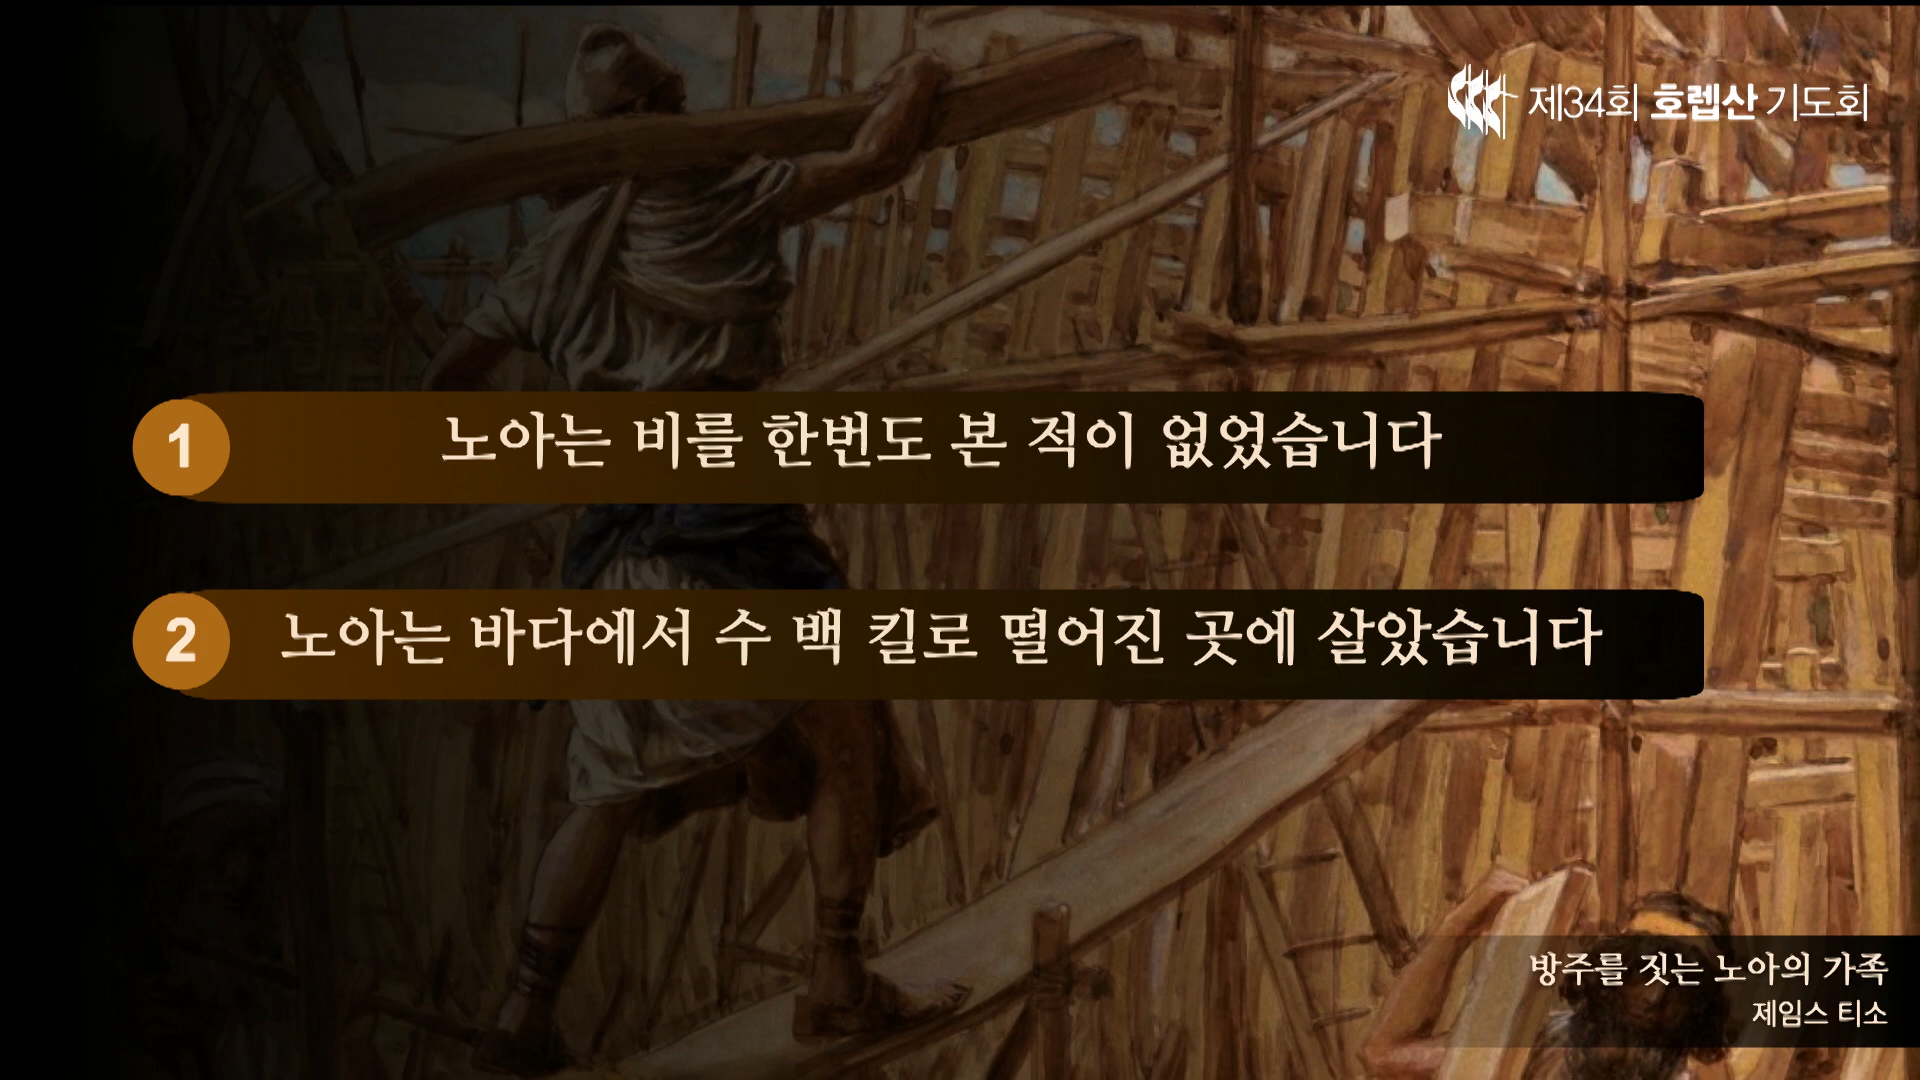 제34회 호렙산 기도회
1 노아는 비를 한번도 본 적이 없었습니다
2 노아는 바다에서 수 백 킬로 떨어진 곳에 살았습니다
방주를 짓는 노아의 가족
제임스 티소